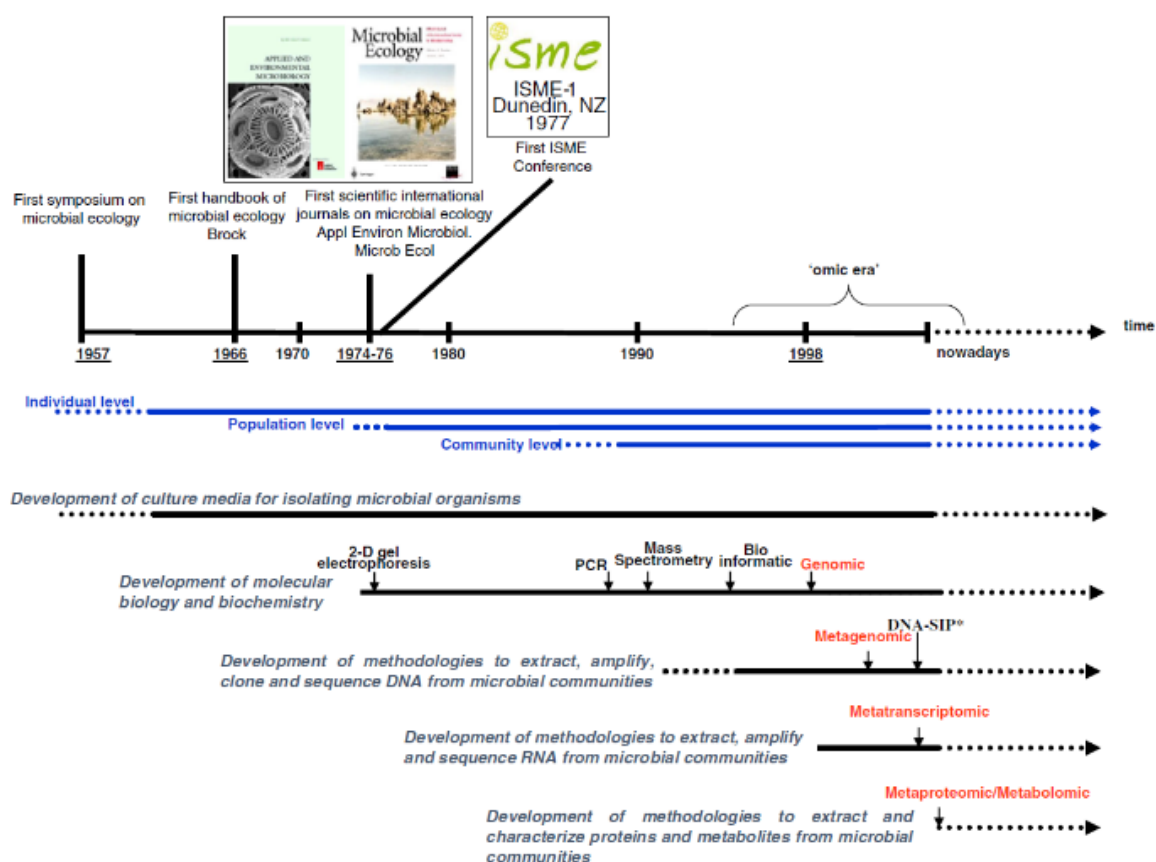 APPLIED AND
ENVIRONMENTAL
MICROBIOLOGY
Microbial
Ecology
isme
ISME-1
Dunedin, NZ
1977
First ISME
Conference
First symposium on
microbial ecology
First handbook of
microbial ecology
Brock
First scientific international
journals on microbial ecology
Appl Environ Microbiol.
Microb Ecol
'omic era'
time
1957
1966
1970
1974-76
1980
1990
1998
nowadays
Individual level
Population level
Community level
Development of culture media for isolating microbial organisms
2-D gel
electrophoresis
PCR
Mass
Spectrometry
Bio
informatic
Genomic
Development of molecular
biology and biochemistry
DNA-SIP*
Metagenomic
Development of methodologies to extract, amplify,
clone and sequence DNA from microbial communities
Metatranscriptomic
Development of methodologies to extract, amplify
and sequence RNA from microbial communities
Metaproteomic/Metabolomic
Development of methodologies to extract and
characterize proteins and metabolites from microbial
communities